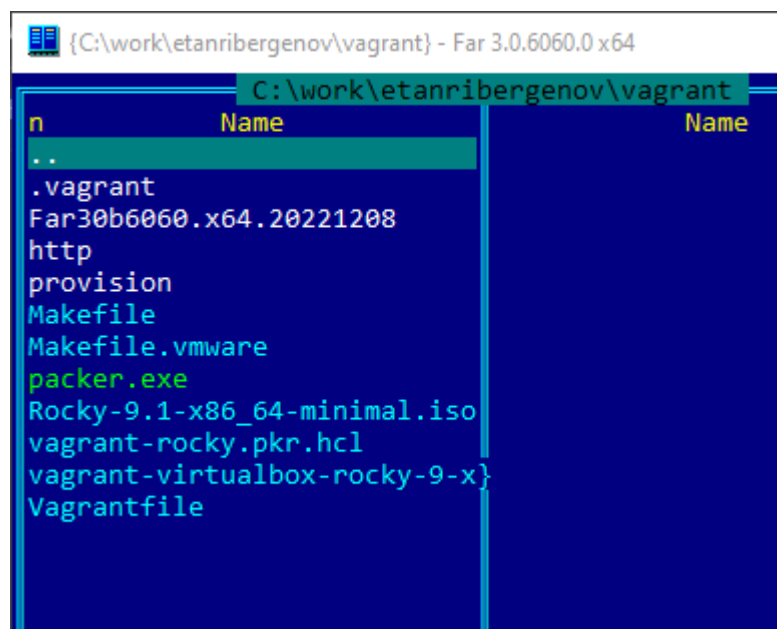 {C:\work\etanribergenov\vagrant} - Far 3.0.6060.0 x64
C:\work\etanribergenov\vagrant
n Name Name
..
.vagrant
Far30b6060.x64.20221208
http
provision
Makefile
Makefile.vmware
packer.exe
Rocky-9.1-x86_64-minimal.iso
vagrant-rocky.pkr.hcl
vagrant-virtualbox-rocky-9-x}
Vagrantfile